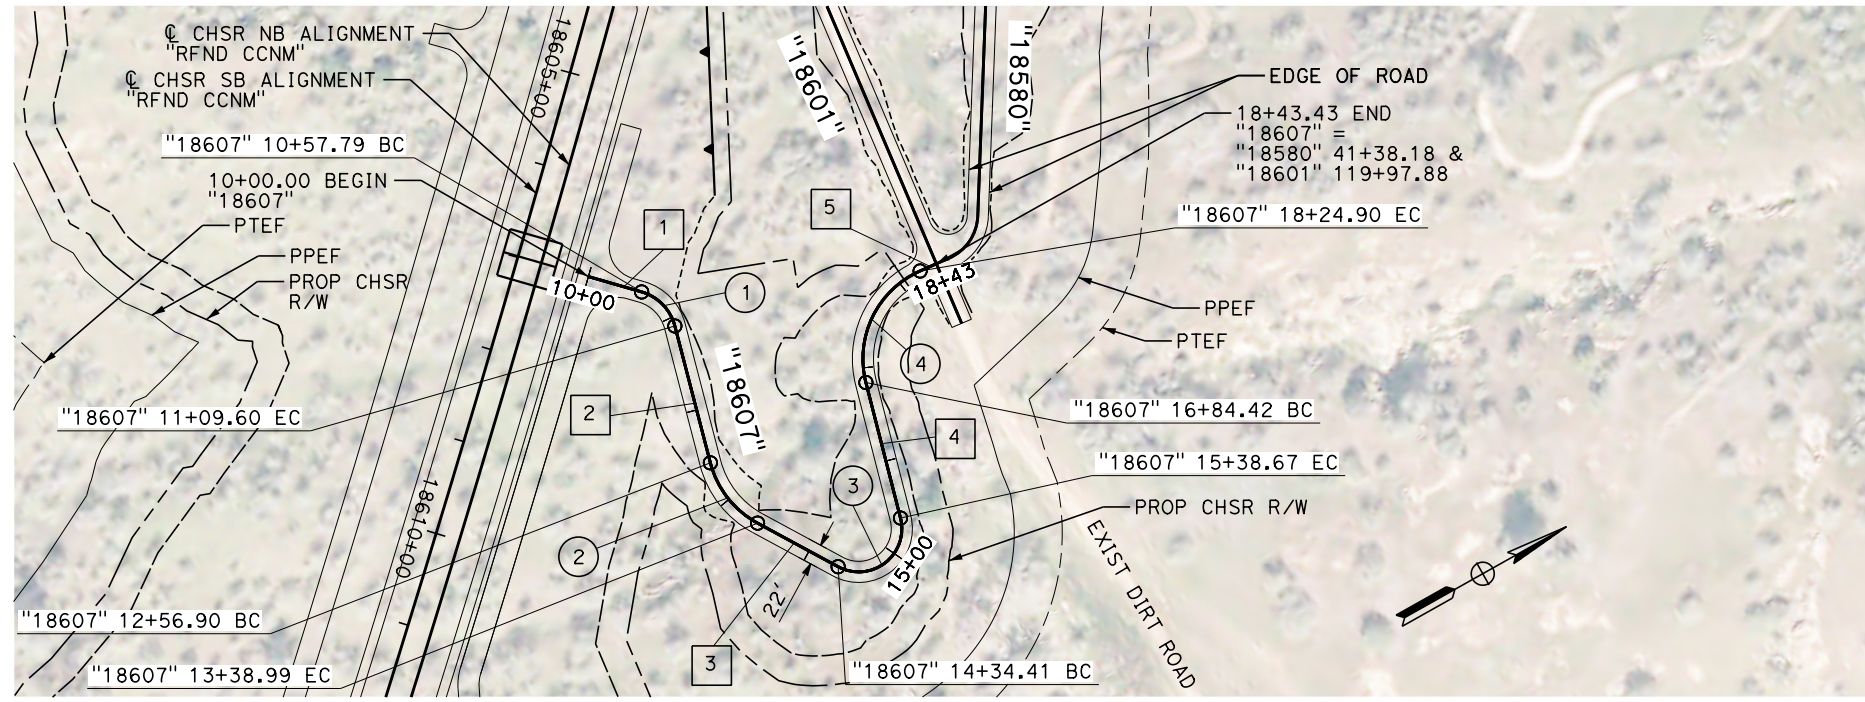 ℄ CHSR NB ALIGNMENT
"RFND CCNM"
℄ CHSR SB ALIGNMENT
"RFND CCNM"
"18607" 10+57.79 BC
10+00.00 BEGIN
"18607"
PTEF
PPEF
PROP CHSR
R/W
18605+00
"18601"
"18580"
EDGE OF ROAD
18+43.43 END
"18607" =
"18580" 41+38.18 &
"18601" 119+97.88
"18607" 18+24.90 EC
5
1
1
10+00
18+43
PPEF
PTEF
4
"18607"
"18607" 11+09.60 EC
2
"18607" 16+84.42 BC
4
"18607" 15+38.67 EC
3
PROP CHSR R/W
18610+00
2
15+00
22'
EXIST DIRT ROAD
"18607" 12+56.90 BC
3
"18607" 13+38.99 EC
"18607" 14+34.41 BC